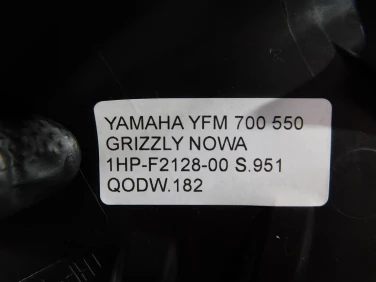 YAMAHA YFM 700 550
GRIZZLY NOWA
1HP-F2128-00 S.951
QODW.182